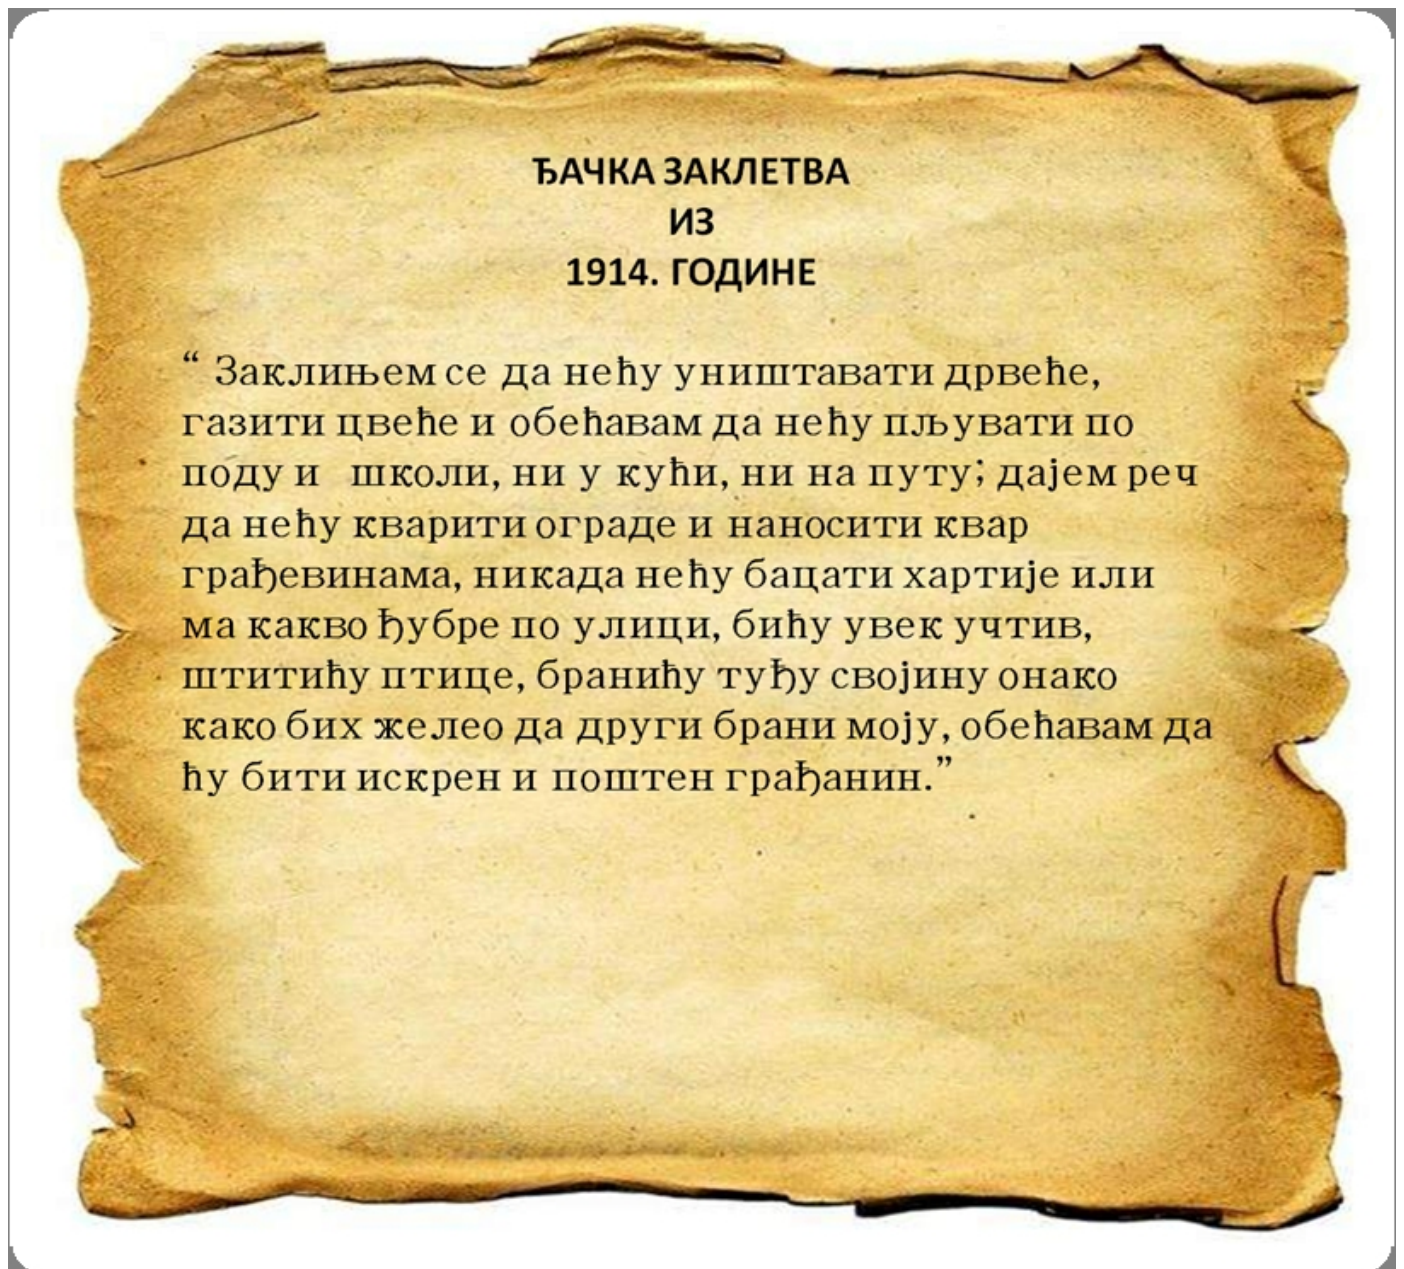 ЂАЧКА ЗАКЛЕТВА
ИЗ
1914. ГОДИНЕ
“ Заклињем се да нећу уништавати дрвеће,
газити цвеће и обећавам да нећу пљувати по
поду и школи, ни у кући, ни на путу; дајем реч
да нећу кварити ограде и наносити квар
грађевинама, никада нећу бацати хартије или
ма какво ђубре по улици, бићу увек учтив,
штитићу птице, бранићу туђу својину онако
како бих желео да други брани моју, обећавам да
ћу бити искрен и поштен грађанин.”